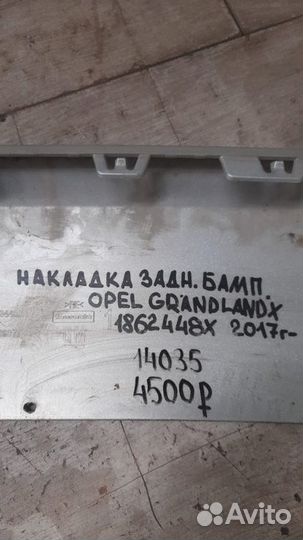 НАКЛАДКА ЗАДН. БАМП.
OPEL GRANDLANDX
1862448X 2017г-
14035
4500₽
Avito